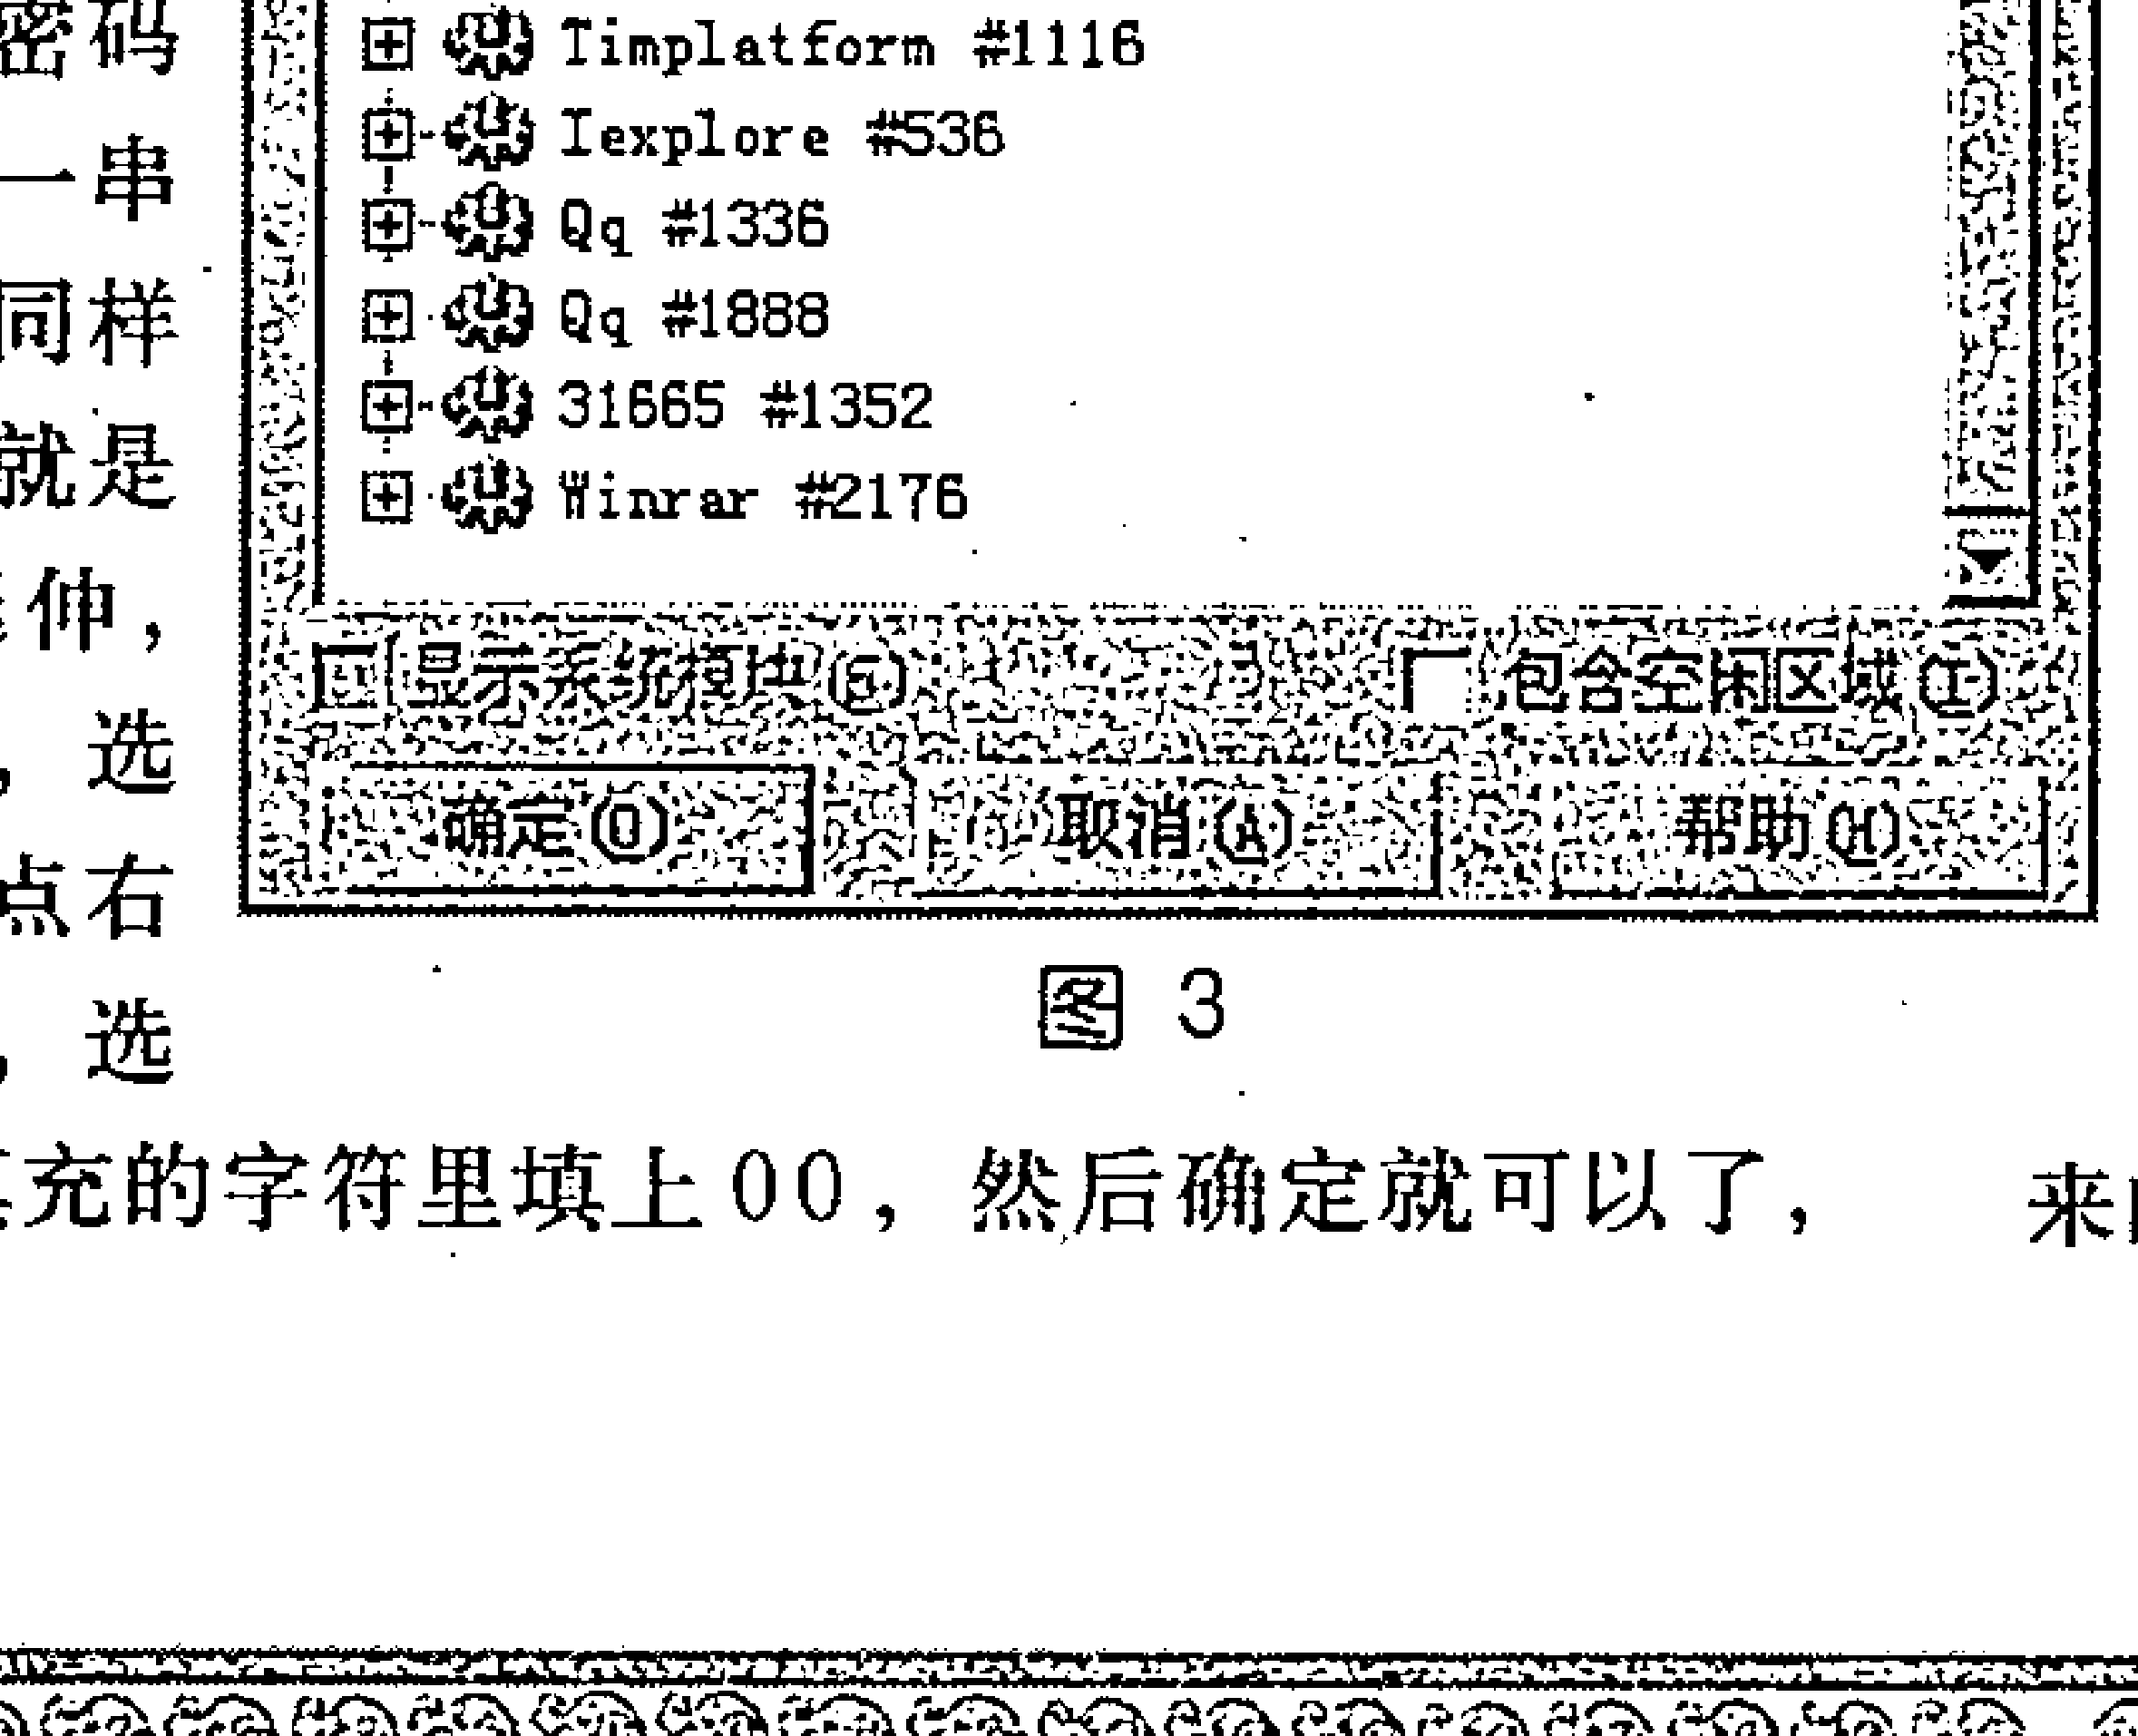 密码
一串
同样
就是
伸，
，选
点右
，选
Timplatform #1116
Iexplore #536
Qq #1336
Qq #1888
31665 #1352
Winrar #2176
显示系统模块(S) 包含空闲区域(I)
确定(O) 取消(A) 帮助(H)
图 3
充的字符里填上00，然后确定就可以了，
来